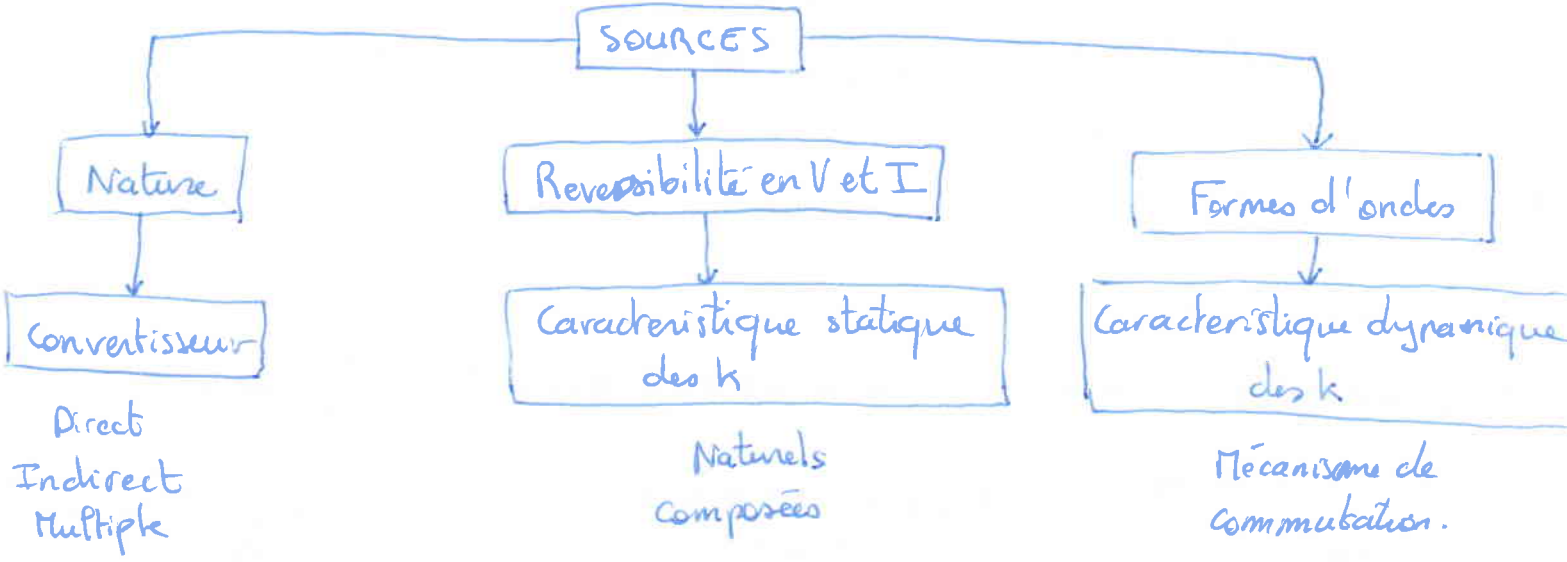 SOURCES
Nature
Reversibilité en V et I
Formes d'ondes
Convertisseur
Caracteristique statique
des k
Caracteristique dynamique
des k
Direct
Indirect
Multiple
Naturels
Composées
Mécanisme de
Commutation.